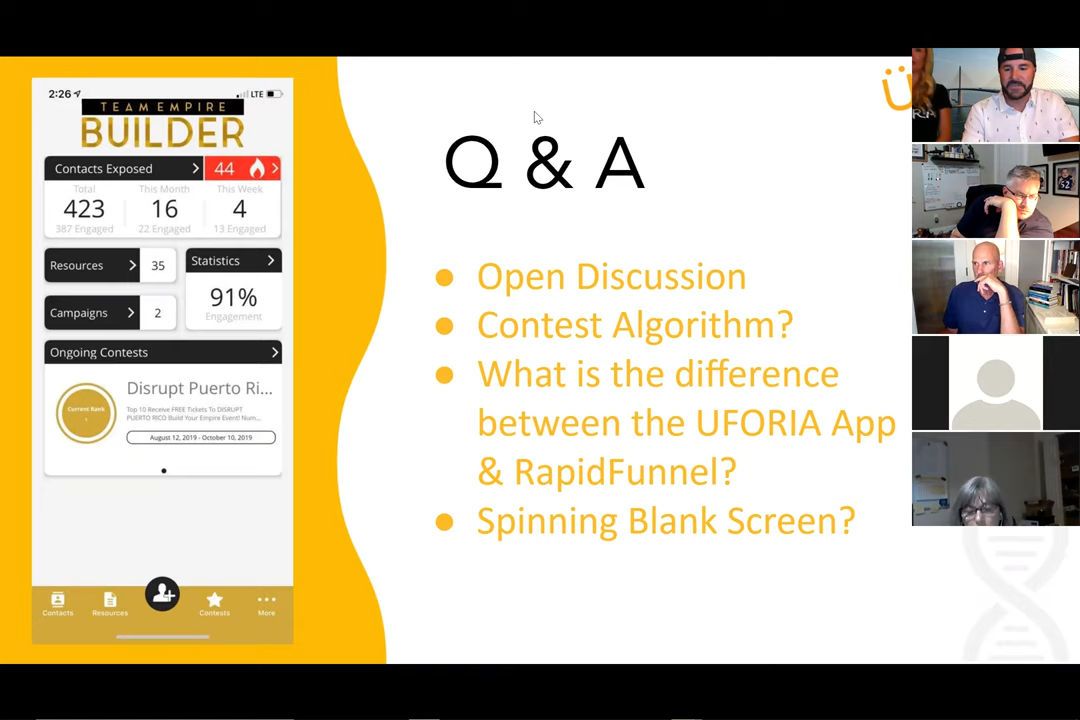 2:26
LTE
TEAM EMPIRE
BUILDER
Contacts Exposed
44
Total
This Month
This Week
423
16
4
387 Engaged
22 Engaged
13 Engaged
Resources
35
Statistics
91%
Engagement
Campaigns
2
Ongoing Contests
Current Rank
1
Disrupt Puerto Ri...
Top 10 Receive FREE Tickets To DISRUPT
PUERTO RICO Build Your Empire Event! Num...
August 12, 2019 - October 10, 2019
Contacts
Resources
Contests
More
Q & A
● Open Discussion
● Contest Algorithm?
● What is the difference
between the UFORIA App
& RapidFunnel?
● Spinning Blank Screen?
Ü